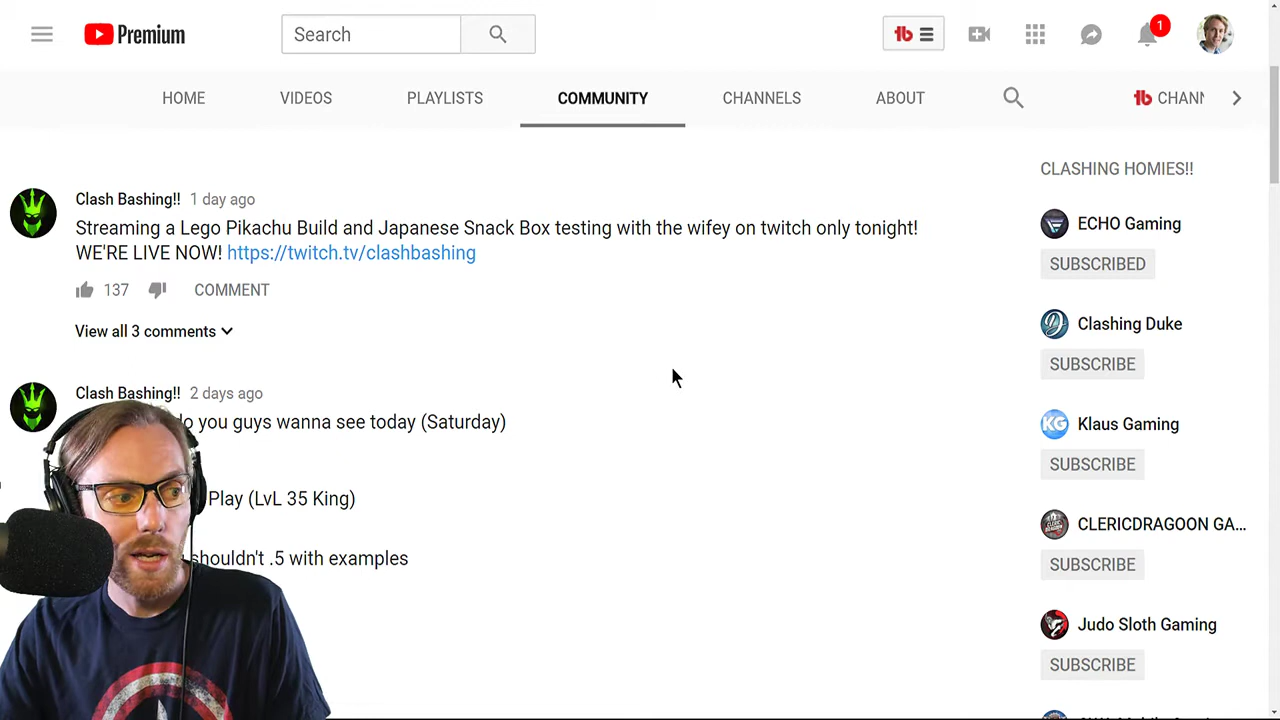 Premium
Search
1
HOME
VIDEOS
PLAYLISTS
COMMUNITY
CHANNELS
ABOUT
CHANN
Clash Bashing!! 1 day ago
Streaming a Lego Pikachu Build and Japanese Snack Box testing with the wifey on twitch only tonight!
WE'RE LIVE NOW! https://twitch.tv/clashbashing
137
COMMENT
View all 3 comments
Clash Bashing!! 2 days ago
do you guys wanna see today (Saturday)
Play (LvL 35 King)
shouldn't .5 with examples
CLASHING HOMIES!!
ECHO Gaming
SUBSCRIBED
Clashing Duke
SUBSCRIBE
Klaus Gaming
SUBSCRIBE
CLERICDRAGOON GA...
SUBSCRIBE
Judo Sloth Gaming
SUBSCRIBE